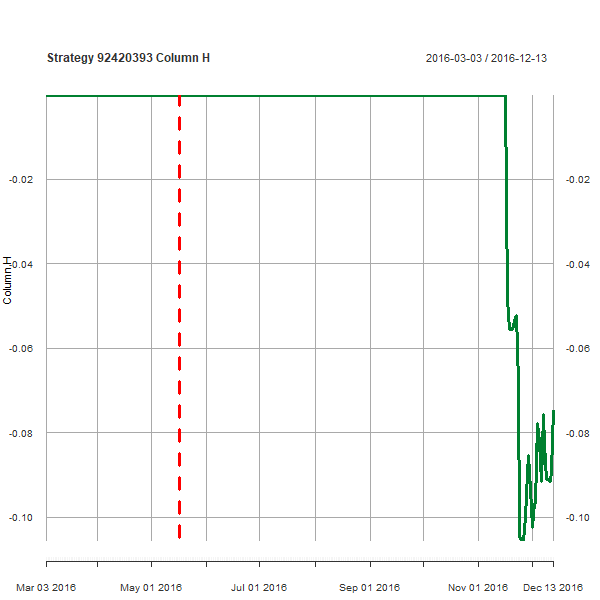 Strategy 92420393 Column H
2016-03-03 / 2016-12-13
-0.02 -0.02
-0.04 -0.04
-0.06 -0.06
-0.08 -0.08
-0.10 -0.10
Column.H
Mar 03 2016 May 01 2016 Jul 01 2016 Sep 01 2016 Nov 01 2016 Dec 13 2016